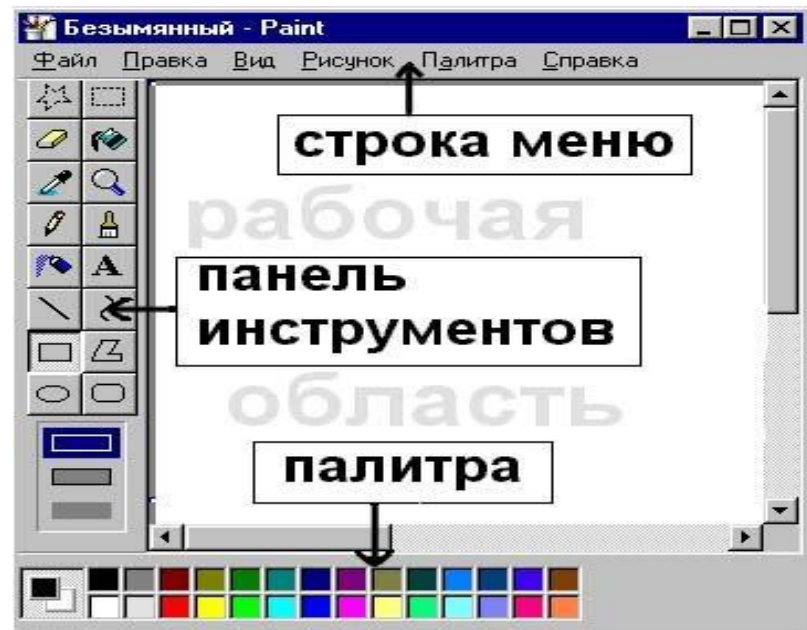 Безымянный - Paint
Файл Правка Вид Рисунок Палитра Справка
строка меню
рабочая
A
панель
инструментов
область
палитра